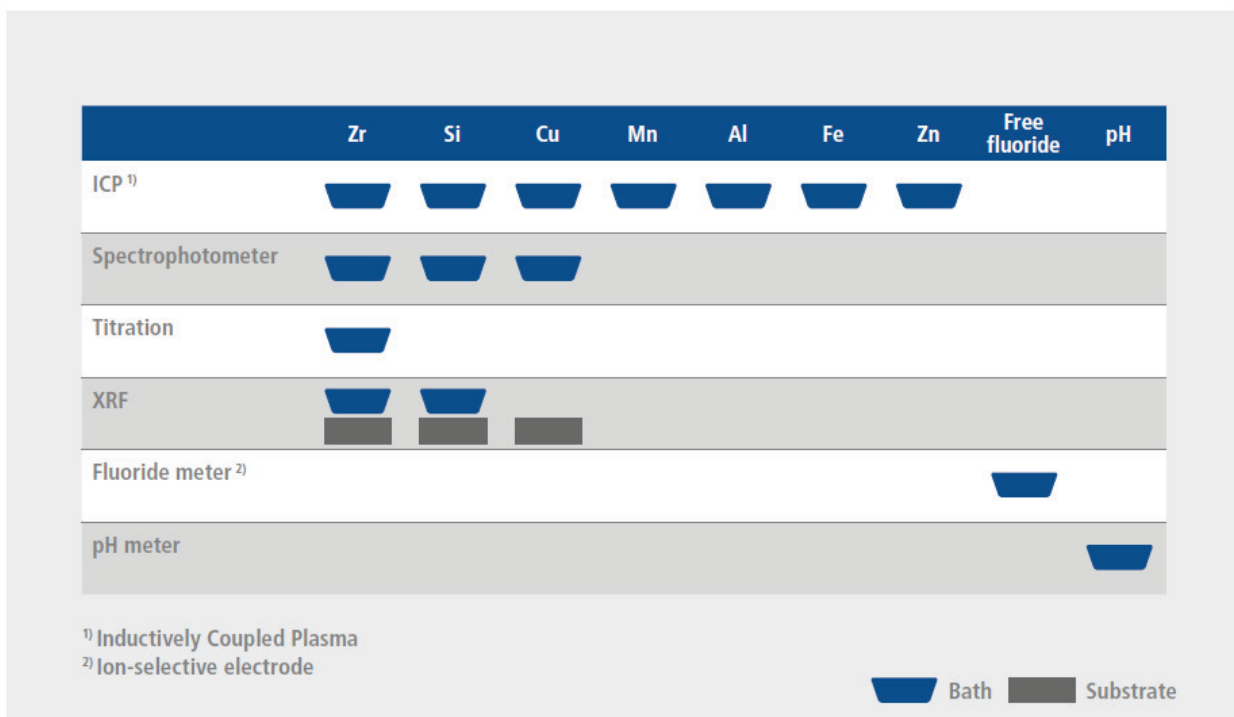 Zr Si Cu Mn Al Fe Zn Free fluoride pH
ICP 1)
Spectrophotometer
Titration
XRF
Fluoride meter 2)
pH meter
1) Inductively Coupled Plasma
2) Ion-selective electrode
Bath Substrate